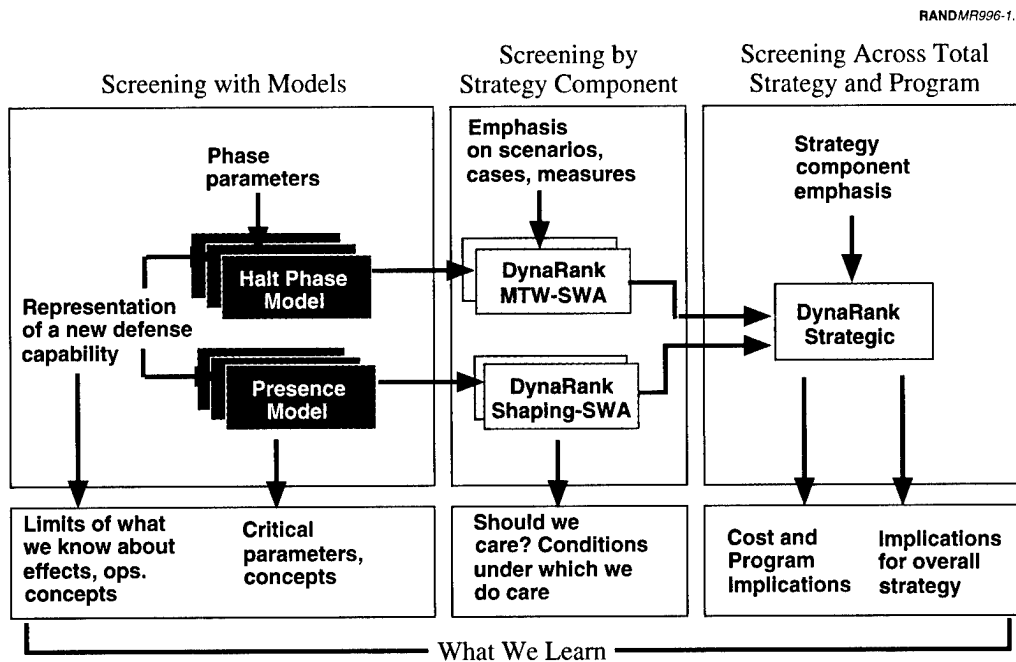 RANDMR996-1.
Screening with Models
Screening by
Strategy Component
Screening Across Total
Strategy and Program
Phase
parameters
Emphasis
on scenarios,
cases, measures
Strategy
component
emphasis
Halt Phase
Model
DynaRank
MTW-SWA
Representation
of a new defense
capability
DynaRank
Strategic
Presence
Model
DynaRank
Shaping-SWA
Limits of what
we know about
effects, ops.
concepts
Critical
parameters,
concepts
Should we
care? Conditions
under which we
do care
Cost and
Program
Implications
Implications
for overall
strategy
What We Learn